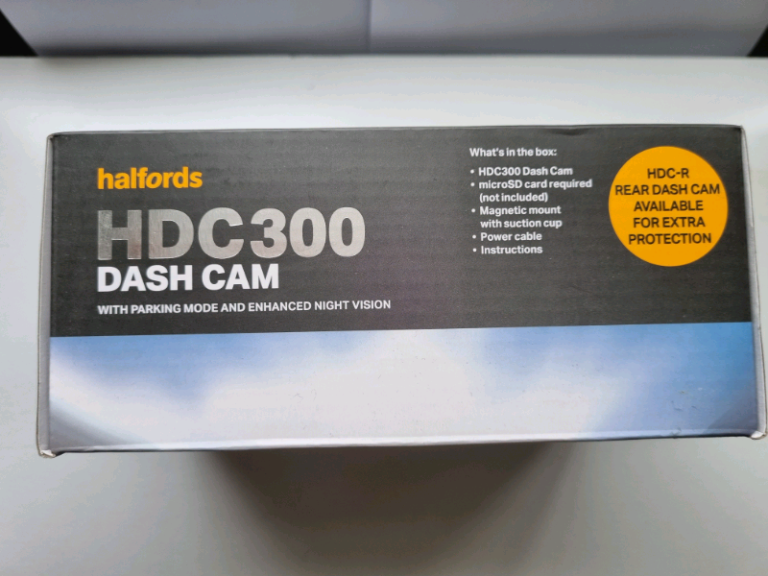 halfords
HDC300
DASH CAM
WITH PARKING MODE AND ENHANCED NIGHT VISION
What's in the box:
• HDC300 Dash Cam
• microSD card required
(not included)
• Magnetic mount
with suction cup
• Power cable
• Instructions
HDC-R
REAR DASH CAM
AVAILABLE
FOR EXTRA
PROTECTION